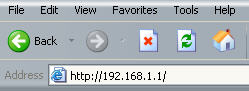 File Edit View Favorites Tools Help
Back
Address http://192.168.1.1/